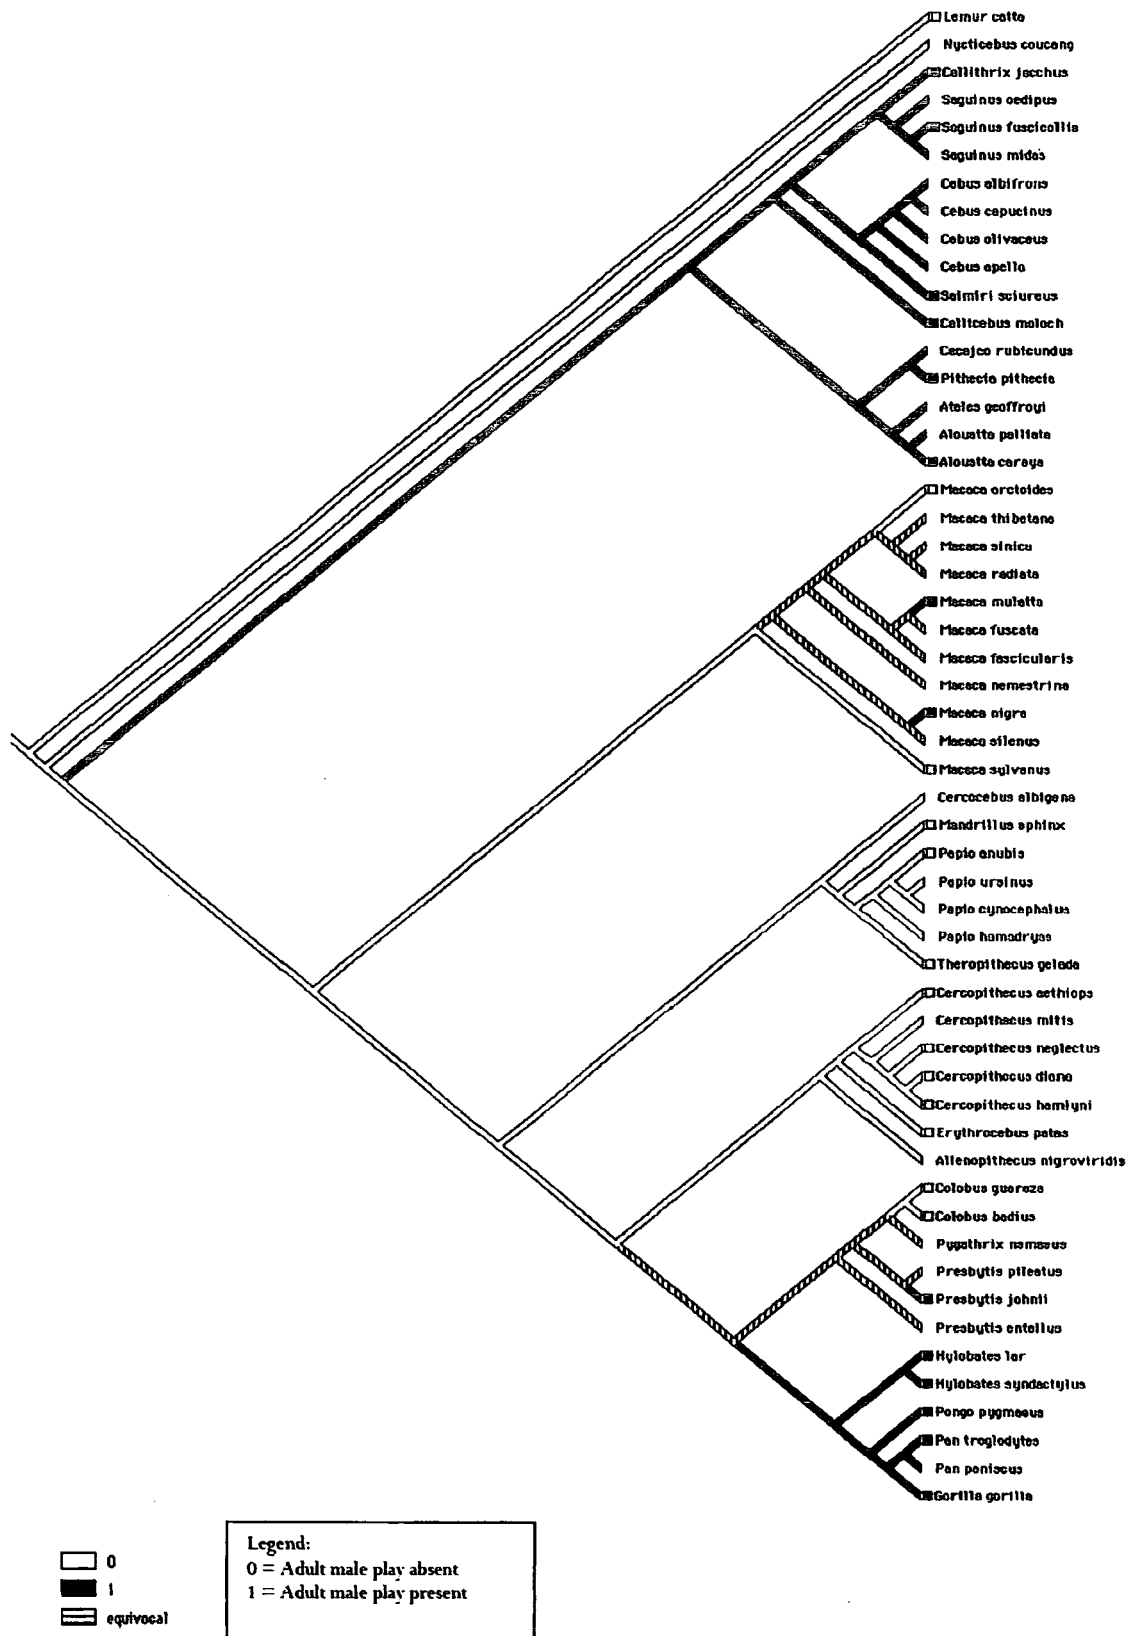 Lemur catta
Nycticebus coucang
Callithrix jacchus
Saguinus oedipus
Saguinus fuscicollis
Saguinus midas
Cebus albifrons
Cebus capucinus
Cebus olivaceus
Cebus apella
Saimiri sciureus
Callicebus moloch
Cacajco rubicundus
Pithecia pithecia
Ateles geoffroyi
Alouatta palliata
Alouatta caraya
Macaca arctoides
Macaca thibetana
Macaca sinica
Macaca radiata
Macaca mulatta
Macaca fuscata
Macaca fascicularis
Macaca nemestrina
Macaca nigra
Macaca silenus
Macaca sylvanus
Cercocebus albigena
Mandrillus sphinx
Papio anubis
Papio ursinus
Papio cynocephalus
Papio hamadryas
Theropithecus gelada
Cercopithecus aethiops
Cercopithecus mitis
Cercopithecus neglectus
Cercopithecus diana
Cercopithecus hamlyni
Erythrocebus patas
Allenopithecus nigroviridis
Colobus guereza
Colobus badius
Pygathrix namaeus
Presbytis pileatus
Presbytis johnii
Presbytis entellus
Hylobates lar
Hylobates syndactylus
Pongo pygmaeus
Pan troglodytes
Pan paniscus
Gorilla gorilla
0
1
equivocal
Legend:
0 = Adult male play absent
1 = Adult male play present